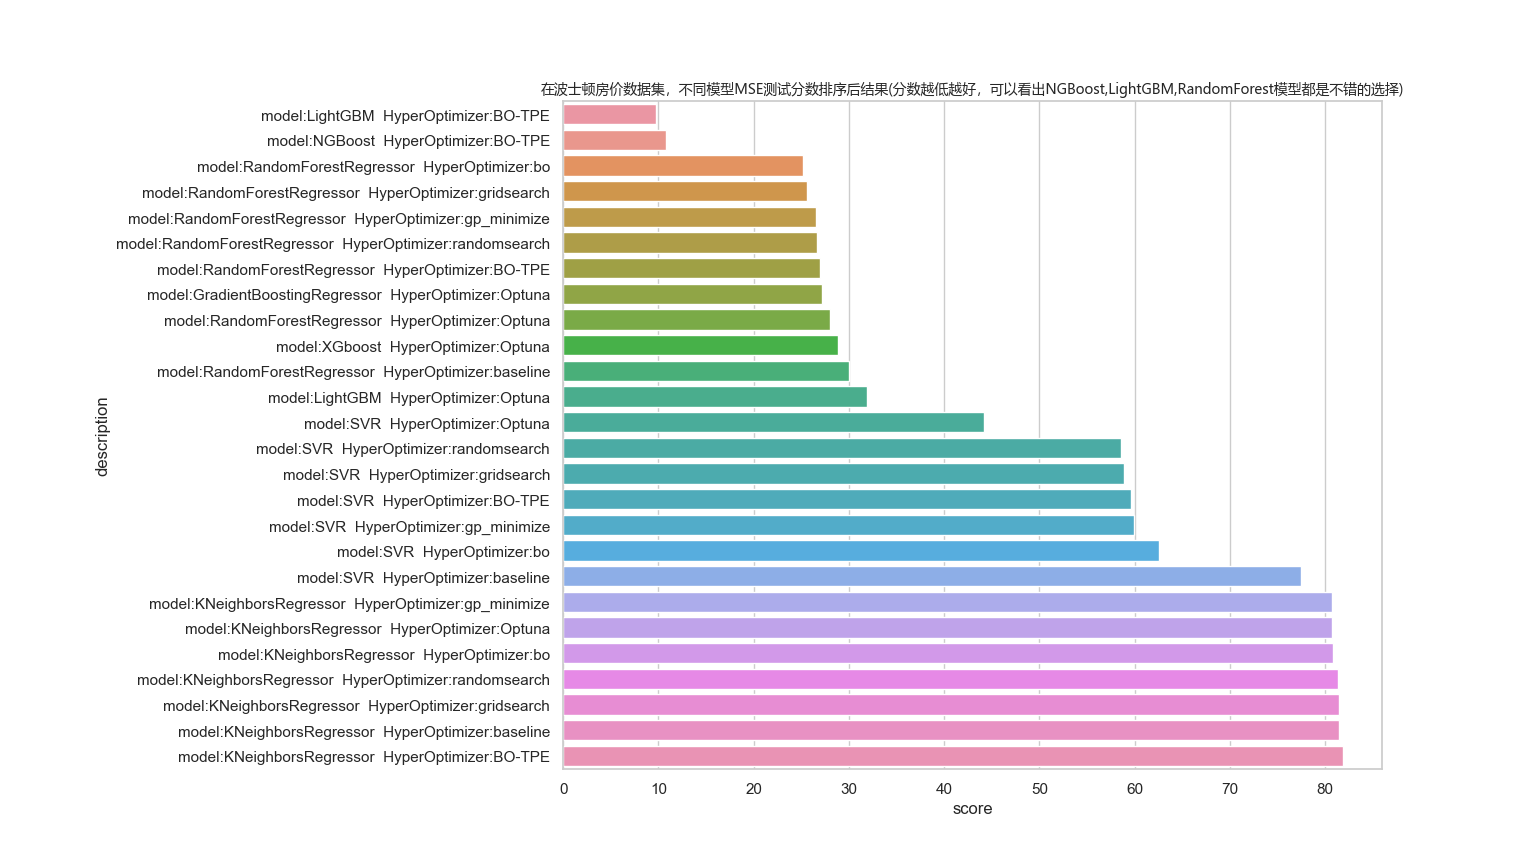 在波士顿房价数据集，不同模型MSE测试分数排序后结果(分数越低越好，可以看出NGBoost,LightGBM,RandomForest模型都是不错的选择)
model:LightGBM  HyperOptimizer:BO-TPE
model:NGBoost  HyperOptimizer:BO-TPE
model:RandomForestRegressor  HyperOptimizer:bo
model:RandomForestRegressor  HyperOptimizer:gridsearch
model:RandomForestRegressor  HyperOptimizer:gp_minimize
model:RandomForestRegressor  HyperOptimizer:randomsearch
model:RandomForestRegressor  HyperOptimizer:BO-TPE
model:GradientBoostingRegressor  HyperOptimizer:Optuna
model:RandomForestRegressor  HyperOptimizer:Optuna
model:XGboost  HyperOptimizer:Optuna
model:RandomForestRegressor  HyperOptimizer:baseline
model:LightGBM  HyperOptimizer:Optuna
model:SVR  HyperOptimizer:Optuna
model:SVR  HyperOptimizer:randomsearch
model:SVR  HyperOptimizer:gridsearch
model:SVR  HyperOptimizer:BO-TPE
model:SVR  HyperOptimizer:gp_minimize
model:SVR  HyperOptimizer:bo
model:SVR  HyperOptimizer:baseline
model:KNeighborsRegressor  HyperOptimizer:gp_minimize
model:KNeighborsRegressor  HyperOptimizer:Optuna
model:KNeighborsRegressor  HyperOptimizer:bo
model:KNeighborsRegressor  HyperOptimizer:randomsearch
model:KNeighborsRegressor  HyperOptimizer:gridsearch
model:KNeighborsRegressor  HyperOptimizer:baseline
model:KNeighborsRegressor  HyperOptimizer:BO-TPE
description
0 10 20 30 40 50 60 70 80
score